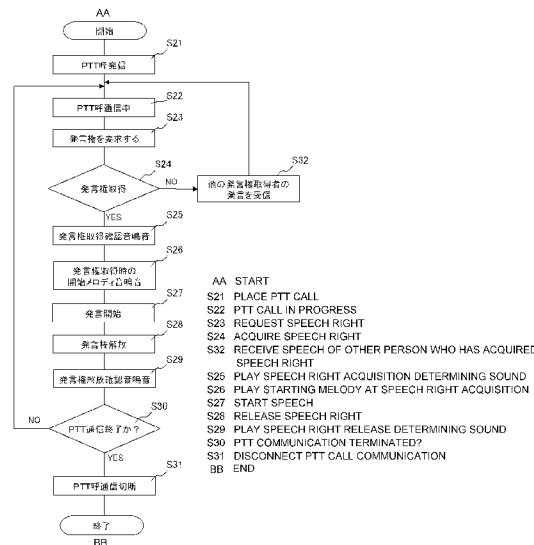 AA
開始
S21
PTT呼発信
S22
PTT呼通信中
S23
発言権を要求する
S24
発言権取得
NO
S32
他の発言権取得者の
発言を受信
YES
S25
発言権取得確認音鳴音
S26
発言権取得時の
開始メロディ音鳴音
S27
発言開始
S28
発言権解放
S29
発言権解放確認音鳴音
S30
NO
PTT通信終了か?
YES
S31
PTT呼通信切断
終了
BB
AA START
S21 PLACE PTT CALL
S22 PTT CALL IN PROGRESS
S23 REQUEST SPEECH RIGHT
S24 ACQUIRE SPEECH RIGHT
S32 RECEIVE SPEECH OF OTHER PERSON WHO HAS ACQUIRED
SPEECH RIGHT
S25 PLAY SPEECH RIGHT ACQUISITION DETERMINING SOUND
S26 PLAY STARTING MELODY AT SPEECH RIGHT ACQUISITION
S27 START SPEECH
S28 RELEASE SPEECH RIGHT
S29 PLAY SPEECH RIGHT RELEASE DETERMINING SOUND
S30 PTT COMMUNICATION TERMINATED?
S31 DISCONNECT PTT CALL COMMUNICATION
BB END